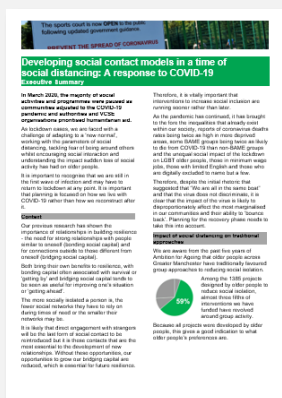 The sports court is now OPEN to the public
following updated government guidance.
PREVENT THE SPREAD OF CORONAVIRUS
Developing social contact models in a time of
social distancing: A response to COVID-19
Executive Summary
In March 2020, the majority of social
activities and programmes were paused as
communities adjusted to the COVID-19
pandemic and authorities and VCSE
organisations prioritised humanitarian aid.
As lockdown eases, we are faced with a
challenge of adapting to a 'new normal',
working with the parameters of social
distancing, tackling fear of being around others
whilst encouraging social interaction and
understanding the impact sudden loss of social
activity has had on older people.
It is important to recognise that we are still in
the first wave of infection and may have to
return to lockdown at any point. It is important
that planning is focused on how we live with
COVID-19 rather than how we reconstruct after
it.
Context
Our previous research has shown the
importance of relationships in building resilience
- the need for strong relationships with people
similar to oneself (bonding social capital) and
for connections outside to those different from
oneself (bridging social capital).
Both bring their own benefits to resilience, with
bonding capital often associated with survival or
'getting by' and bridging social capital tends to
be seen as useful for improving one's situation
or 'getting ahead'.
The more socially isolated a person is, the
fewer social networks they have to rely on
during times of need or the smaller their
networks may be.
It is likely that direct engagement with strangers
will be the last form of social contact to be
reintroduced but it is those contacts that are the
most essential to the development of new
relationships. Without these opportunities, our
opportunities to grow our bridging capital are
reduced, which is essential for future resilience.
Therefore, it is vitally important that
interventions to increase social inclusion are
running sooner rather than later.
As the pandemic has continued, it has brought
to the fore the inequalities that already exist
within our society, reports of coronavirus deaths
rates being twice as high in more deprived
areas, some BAME groups being twice as likely
to die from COVID-19 than non-BAME groups
and the unequal social impact of the lockdown
on LGBT older people, those in minimum wage
jobs, those with limited English and those who
are digitally excluded to name but a few.
Therefore, despite the initial rhetoric that
suggested that "We are all in the same boat"
and that the virus does not discriminate, it is
clear that the impact of the virus is likely to
disproportionately affect the most marginalised
in our communities and their ability to 'bounce
back'. Planning for the recovery phase needs to
take this into account.
Impact of social distancing on traditional
approaches
We are aware from the past five years of
Ambition for Ageing that older people across
Greater Manchester have traditionally favoured
group approaches to reducing social isolation.
59%
Among the 1385 projects
designed by older people to
reduce social isolation,
almost three fifths of
interventions we have
funded have revolved
around group activity.
Because all projects were developed by older
people, this gives a good indication to what
older people's preferences are.